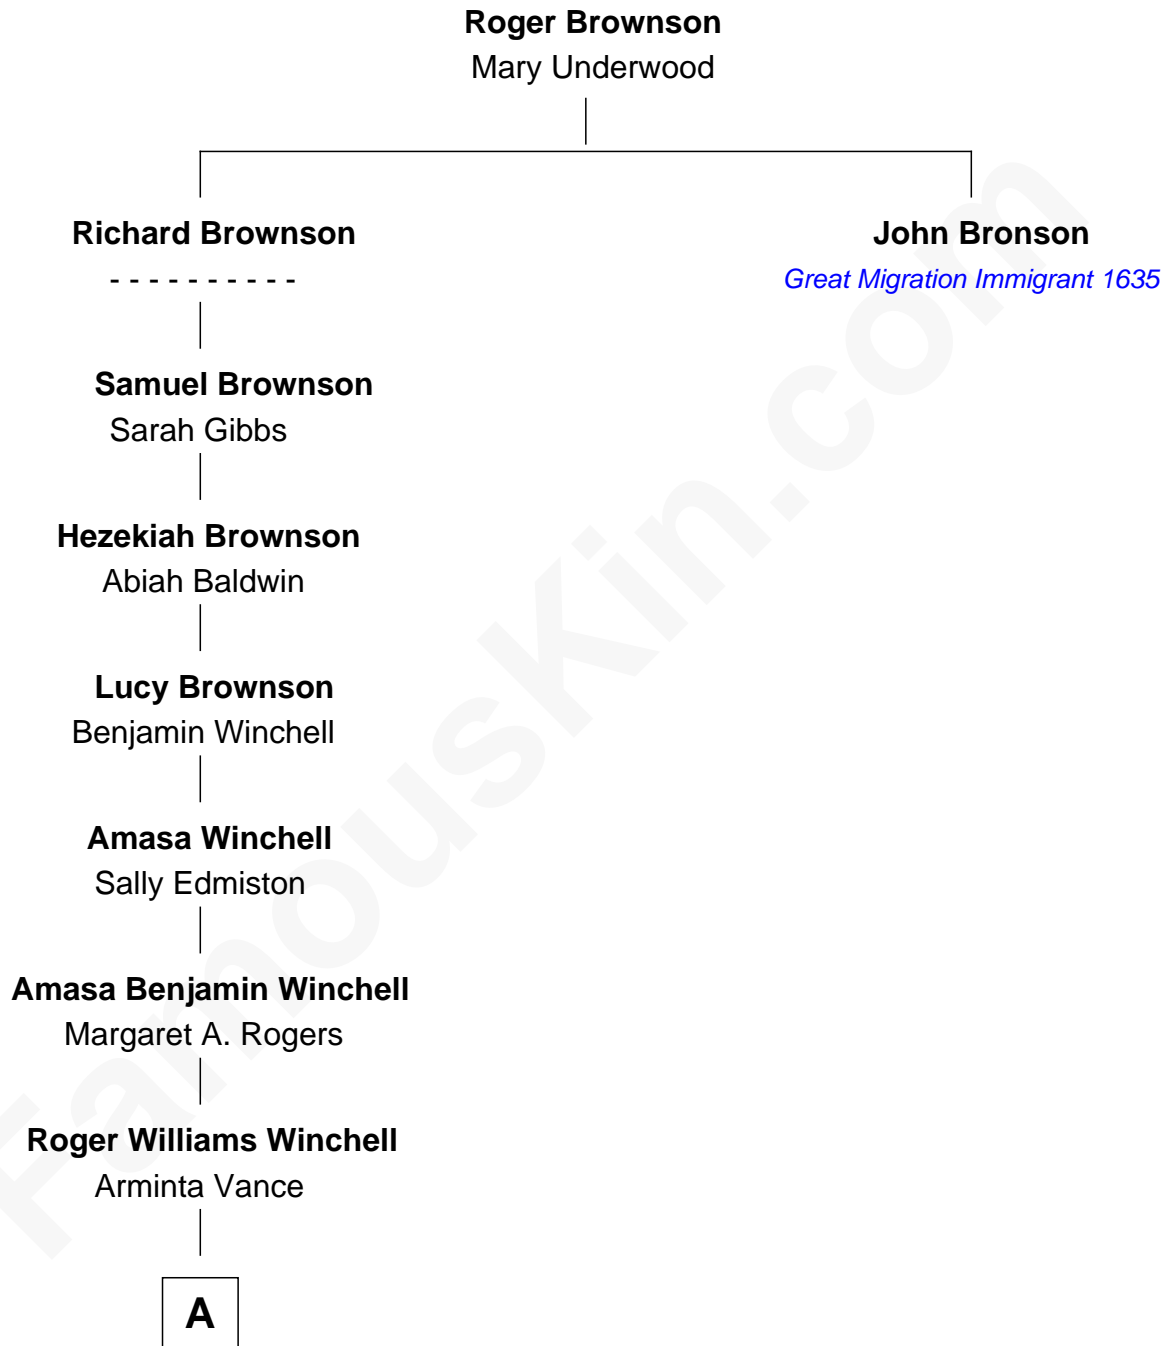 Roger Brownson
Mary Underwood
Richard Brownson
- - - - - - - - - -
John Bronson
Great Migration Immigrant 1635
Samuel Brownson
Sarah Gibbs
Hezekiah Brownson
Abiah Baldwin
Lucy Brownson
Benjamin Winchell
Amasa Winchell
Sally Edmiston
Amasa Benjamin Winchell
Margaret A. Rogers
Roger Williams Winchell
Arminta Vance
A
FamousKin.com